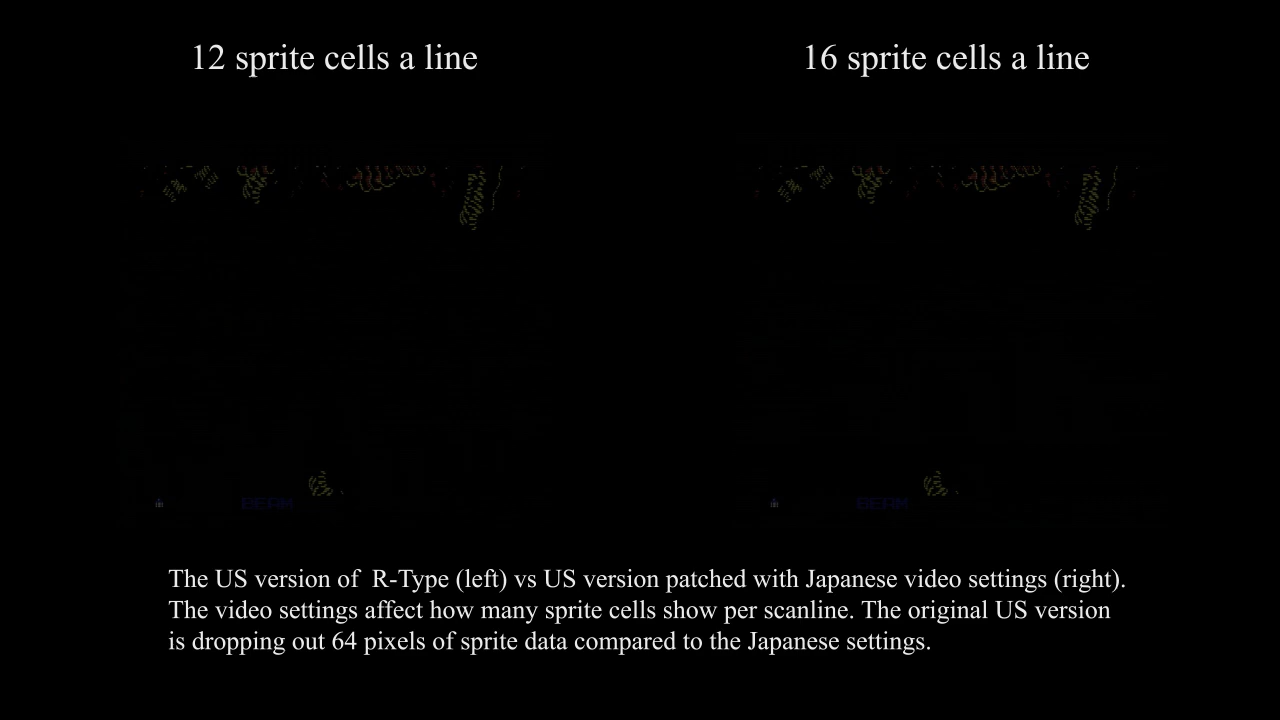 12 sprite cells a line
16 sprite cells a line
BEAM
BEAM
The US version of  R-Type (left) vs US version patched with Japanese video settings (right).
The video settings affect how many sprite cells show per scanline. The original US version
is dropping out 64 pixels of sprite data compared to the Japanese settings.